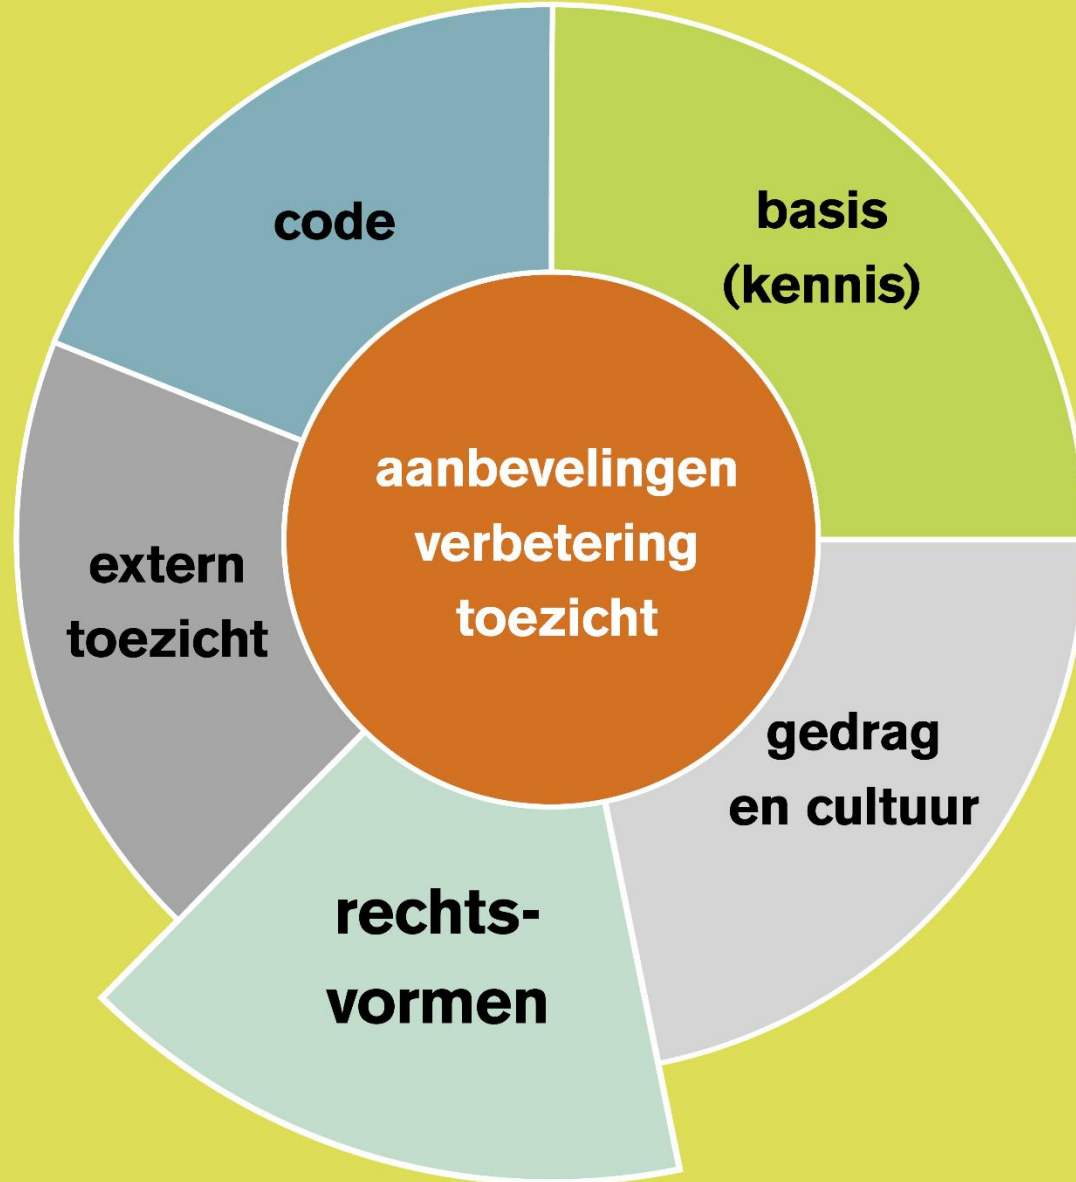 code
basis
(kennis)
aanbevelingen
verbetering
toezicht
extern
toezicht
gedrag
en cultuur
rechts-
vormen